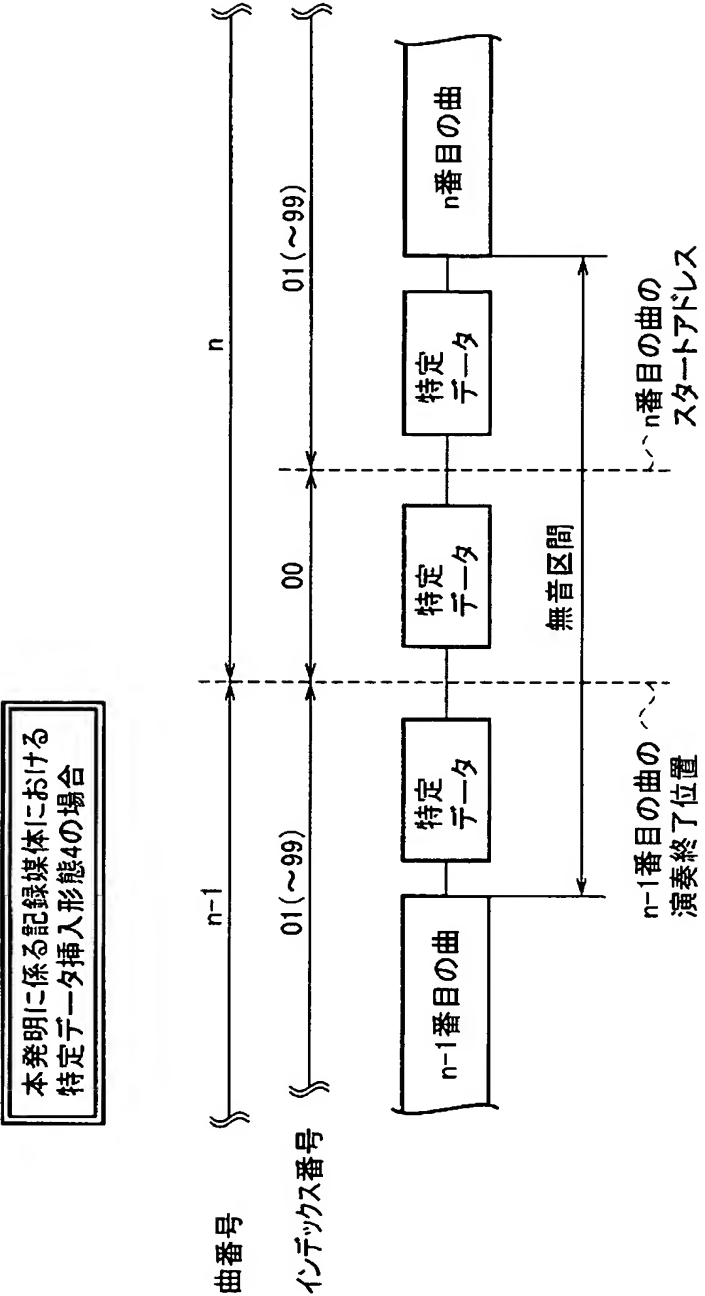 本発明に係る記録媒体における
特定データ挿入形態4の場合
曲番号
n-1
n
インデックス番号
01(～99)
00
01(～99)
n-1番目の曲
特定
データ
特定
データ
特定
データ
n番目の曲
無音区間
n-1番目の曲の
演奏終了位置
n番目の曲の
スタートアドレス